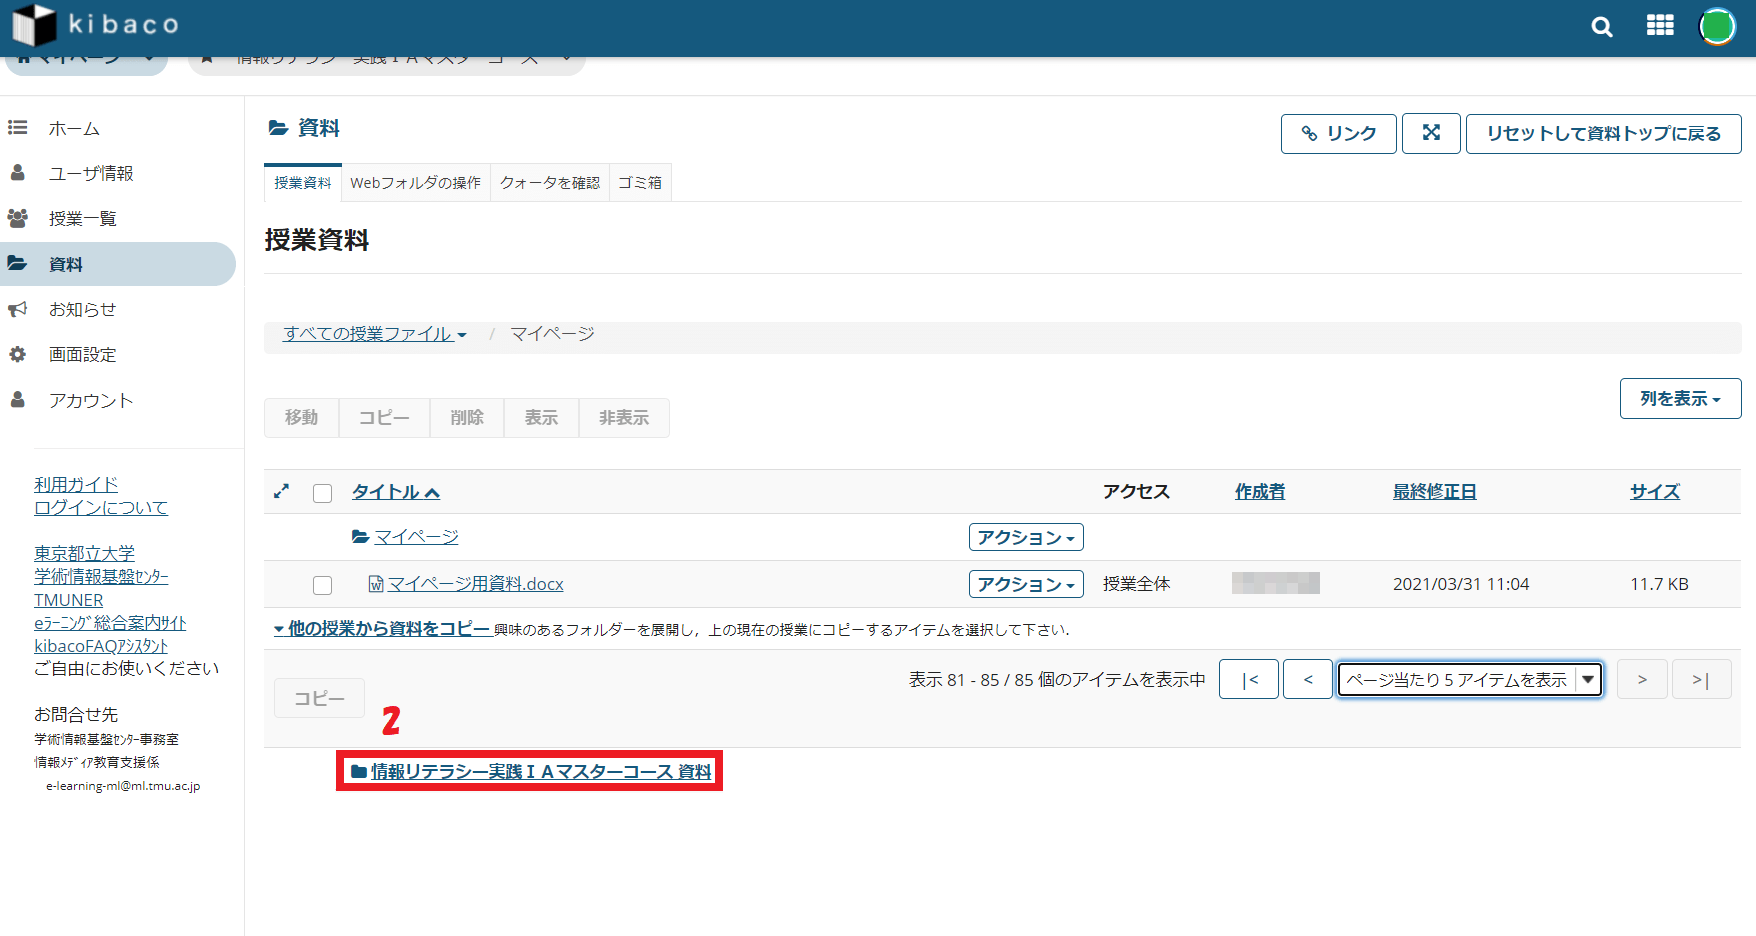 kibaco
マイページ
情報リテラシー実践ⅠAマスターコース
ホーム
ユーザ情報
授業一覧
資料
お知らせ
画面設定
アカウント
利用ガイド
ログインについて
東京都立大学
学術情報基盤ｾﾝﾀｰ
TMUNER
eﾗｰﾆﾝｸﾞ総合案内ｻｲﾄ
kibacoFAQｱｼｽﾀﾝﾄ
ご自由にお使いください
お問合せ先
学術情報基盤ｾﾝﾀｰ事務室
情報ﾒﾃﾞｨｱ教育支援係
e-learning-ml@ml.tmu.ac.jp
資料
リンク
リセットして資料トップに戻る
授業資料 Webフォルダの操作 クォータを確認 ゴミ箱
授業資料
すべての授業ファイル / マイページ
列を表示
移動 コピー 削除 表示 非表示
タイトル アクセス 作成者 最終修正日 サイズ
マイページ アクション
マイページ用資料.docx アクション 授業全体 2021/03/31 11:04 11.7 KB
他の授業から資料をコピー 興味のあるフォルダーを展開し，上の現在の授業にコピーするアイテムを選択して下さい.
表示 81 - 85 / 85 個のアイテムを表示中 |< < ページ当たり 5 アイテムを表示 > >|
コピー
2
情報リテラシー実践ⅠAマスターコース 資料